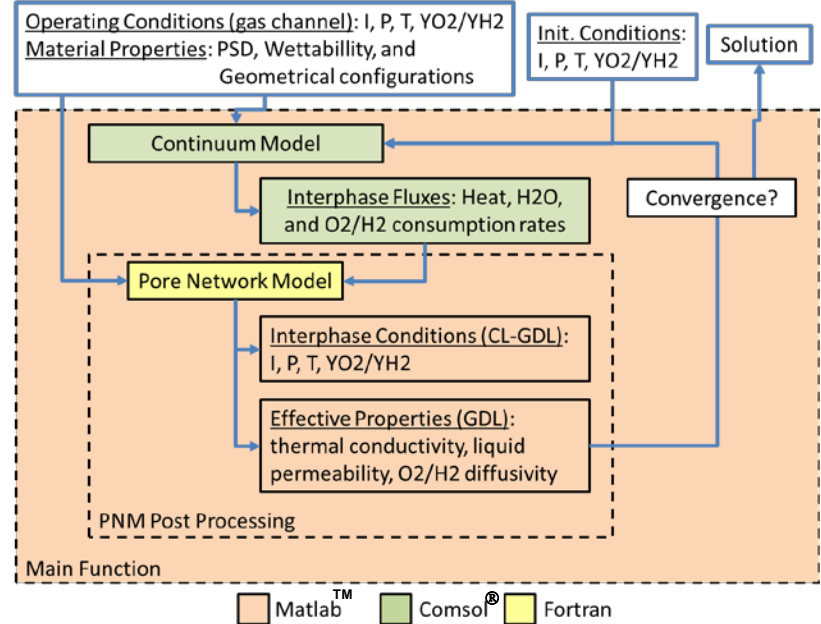 Operating Conditions (gas channel): I, P, T, YO2/YH2
Material Properties: PSD, Wettabillity, and
Geometrical configurations
Init. Conditions:
I, P, T, YO2/YH2
Solution
Continuum Model
Convergence?
Interphase Fluxes: Heat, H2O,
and O2/H2 consumption rates
Pore Network Model
Interphase Conditions (CL-GDL):
I, P, T, YO2/YH2
Effective Properties (GDL):
thermal conductivity, liquid
permeability, O2/H2 diffusivity
PNM Post Processing
Main Function
Matlab™ Comsol® Fortran